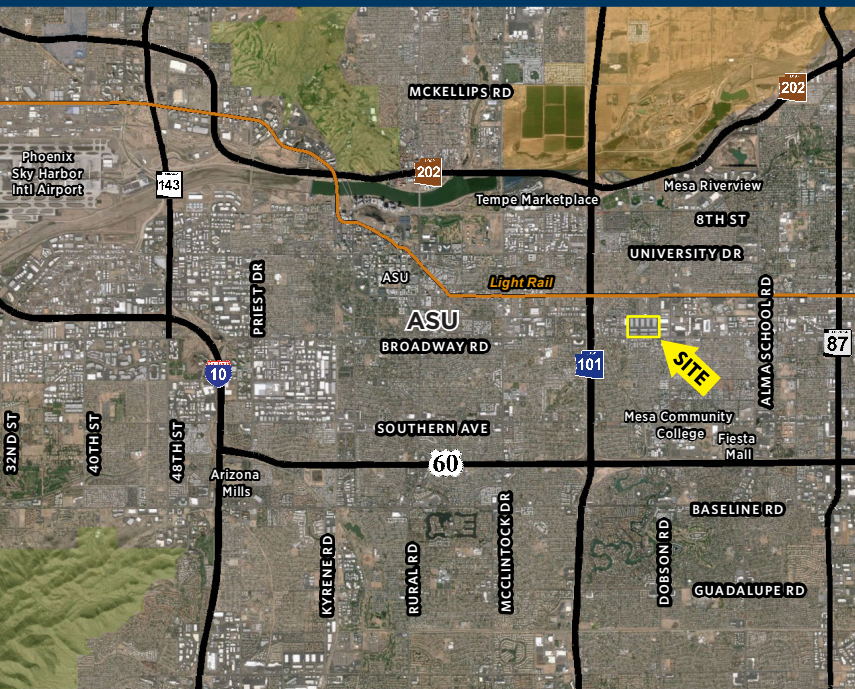 MCKELLIPS RD
202
Phoenix
Sky Harbor
Intl Airport
143
202
Tempe Marketplace
Mesa Riverview
8TH ST
UNIVERSITY DR
PRIEST DR
ASU
Light Rail
ALMA SCHOOL RD
ASU
BROADWAY RD
87
101
SITE
10
32ND ST
40TH ST
48TH ST
SOUTHERN AVE
Mesa Community
College
Fiesta
Mall
60
Arizona
Mills
BASELINE RD
KYRENE RD
RURAL RD
MCCLINTOCK DR
DOBSON RD
GUADALUPE RD